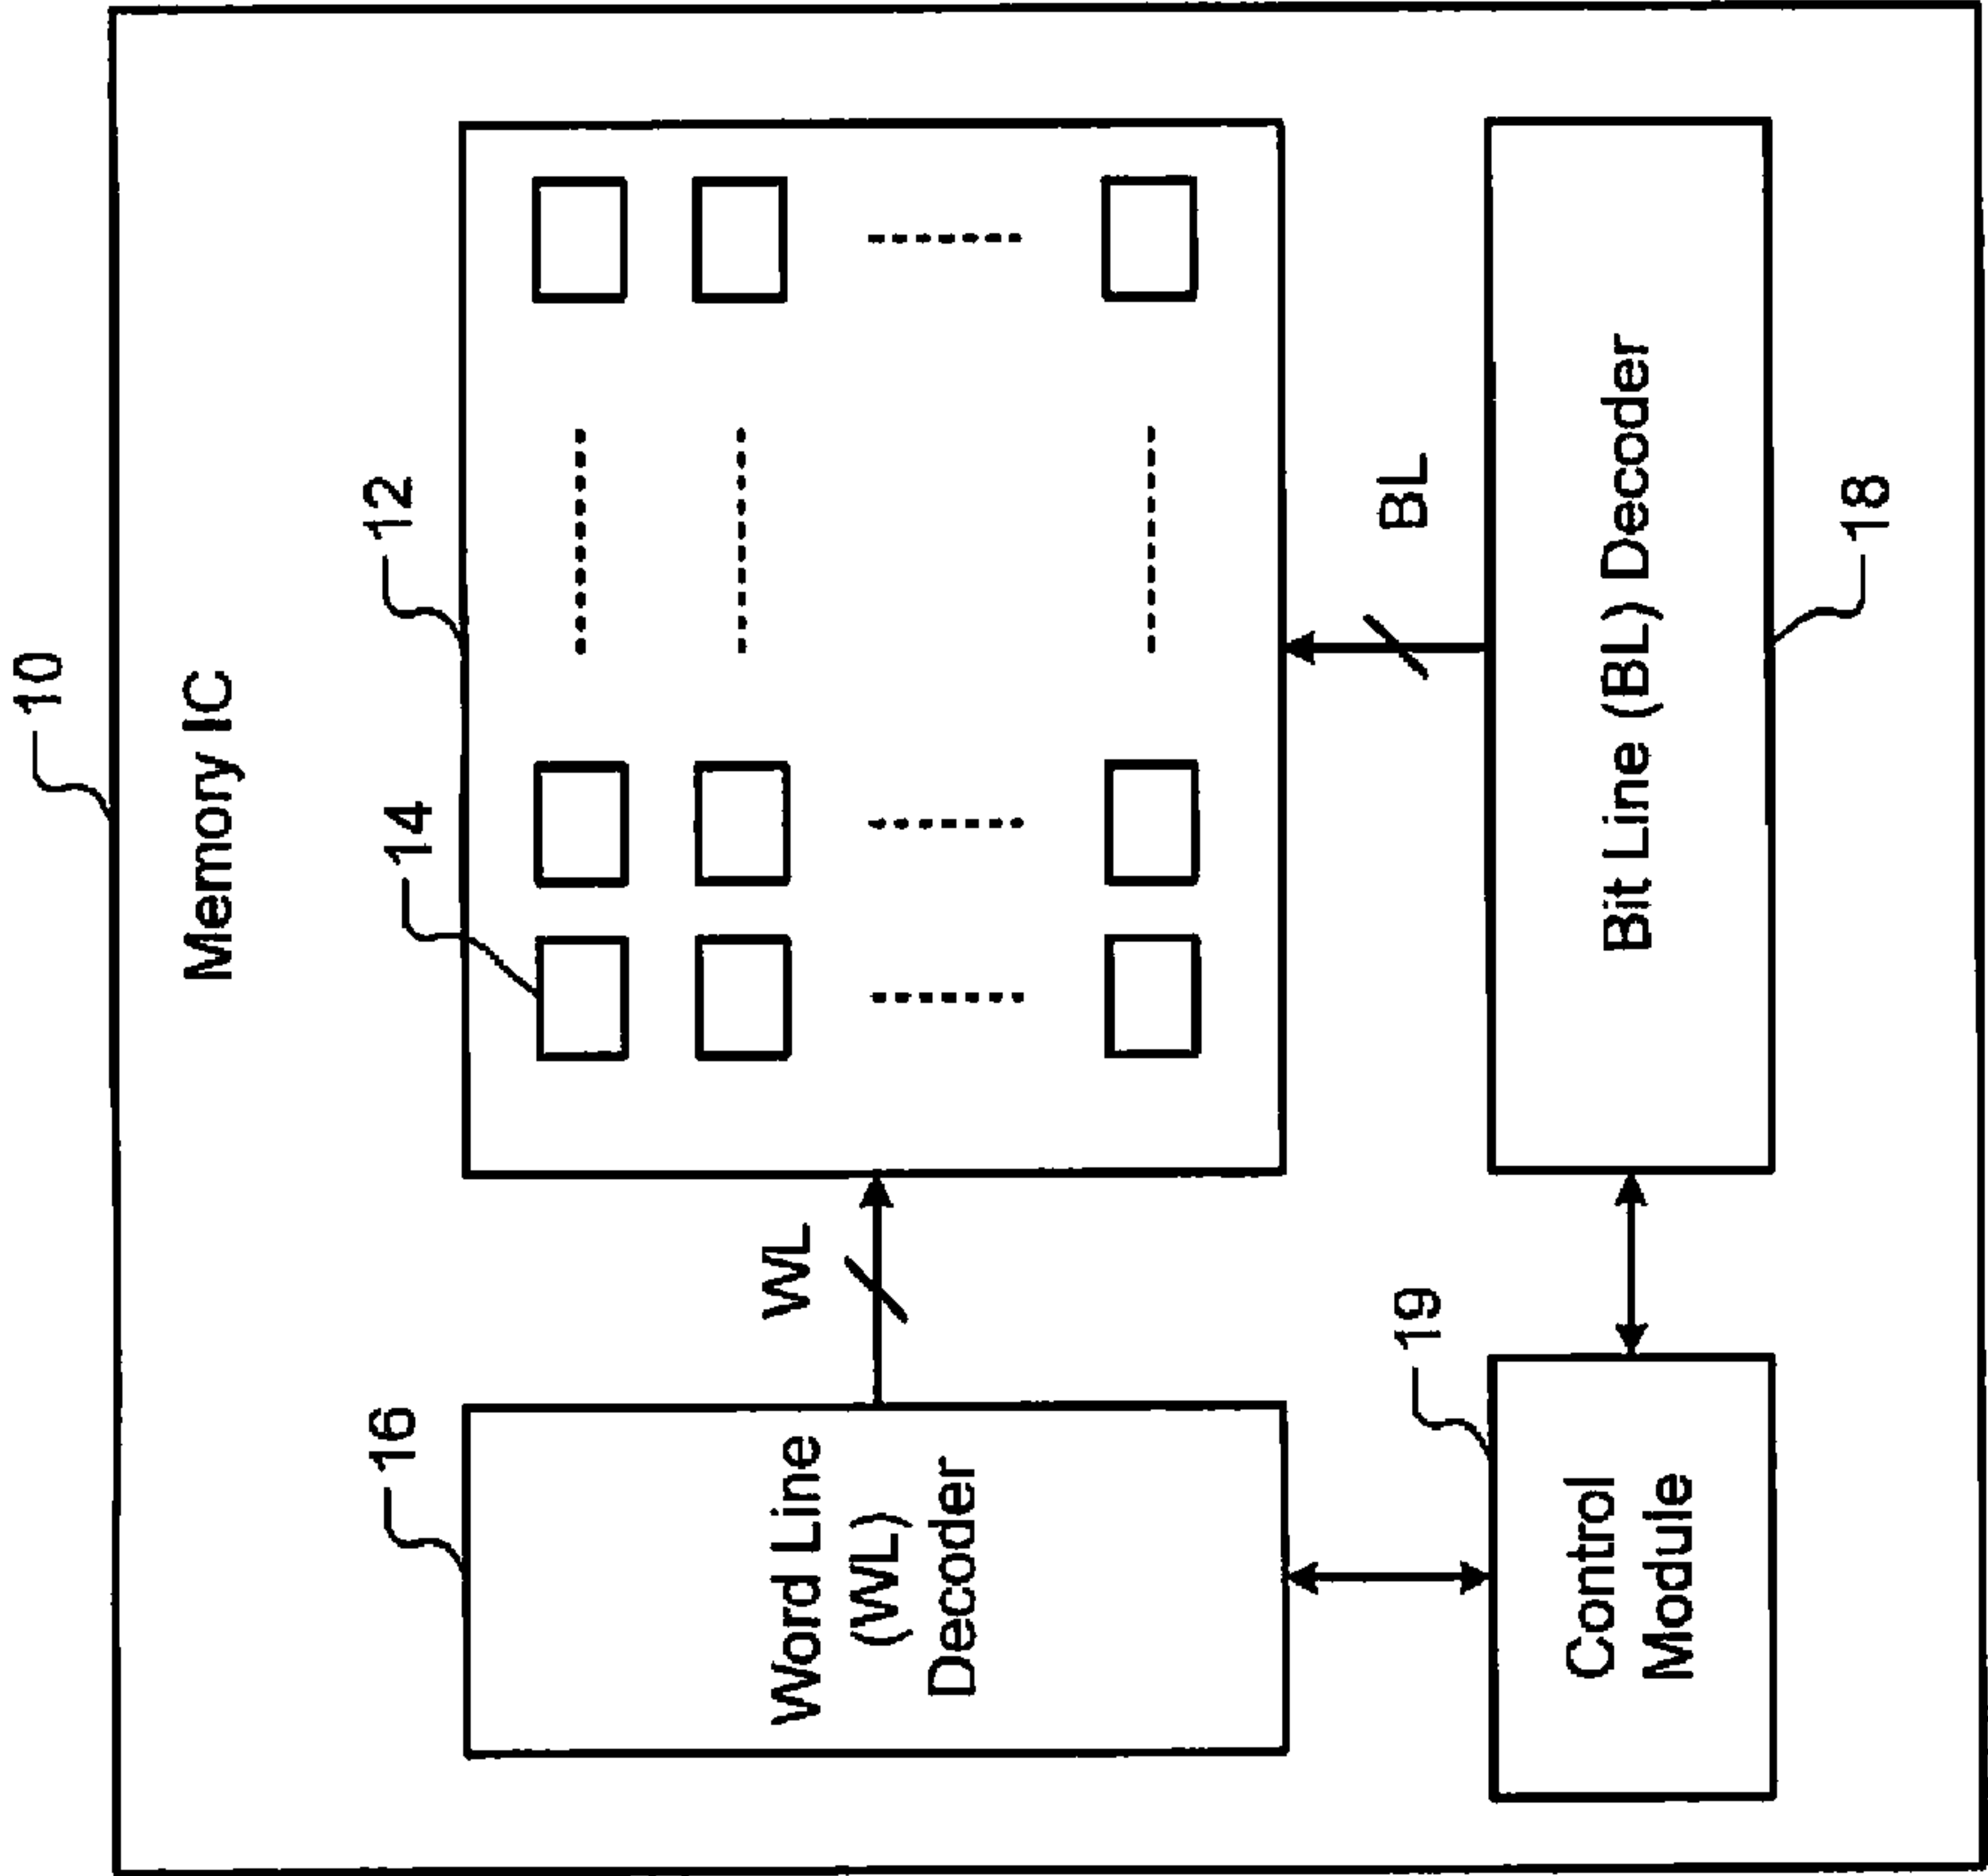 10
Memory IC
16
12
14
Word Line
(WL)
Decoder
WL
19
BL
Control
Module
Bit Line (BL) Decoder
18